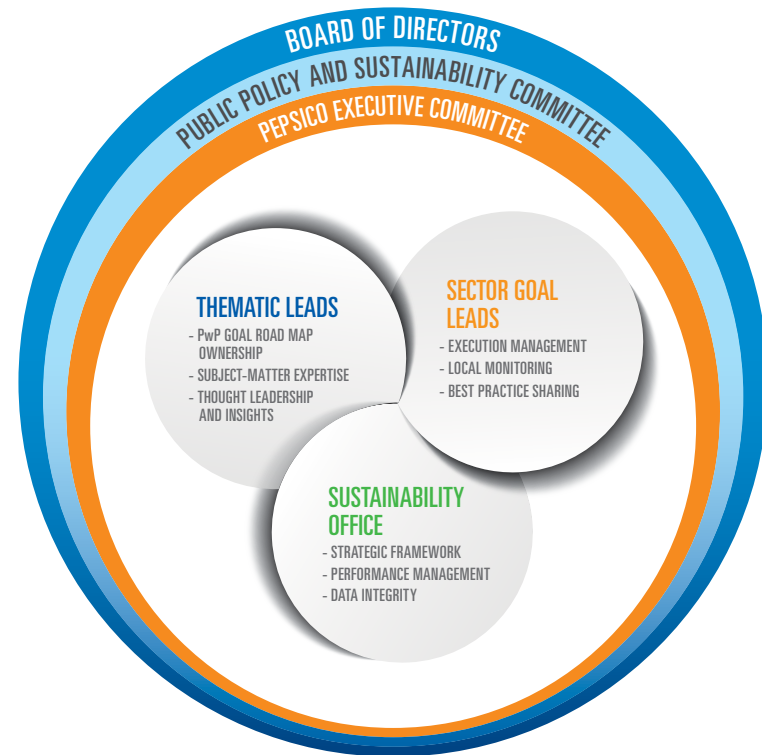 BOARD OF DIRECTORS
PUBLIC POLICY AND SUSTAINABILITY COMMITTEE
PEPSICO EXECUTIVE COMMITTEE
THEMATIC LEADS
- PwP GOAL ROAD MAP
OWNERSHIP
- SUBJECT-MATTER EXPERTISE
- THOUGHT LEADERSHIP
AND INSIGHTS
SECTOR GOAL
LEADS
- EXECUTION MANAGEMENT
- LOCAL MONITORING
- BEST PRACTICE SHARING
SUSTAINABILITY
OFFICE
- STRATEGIC FRAMEWORK
- PERFORMANCE MANAGEMENT
- DATA INTEGRITY